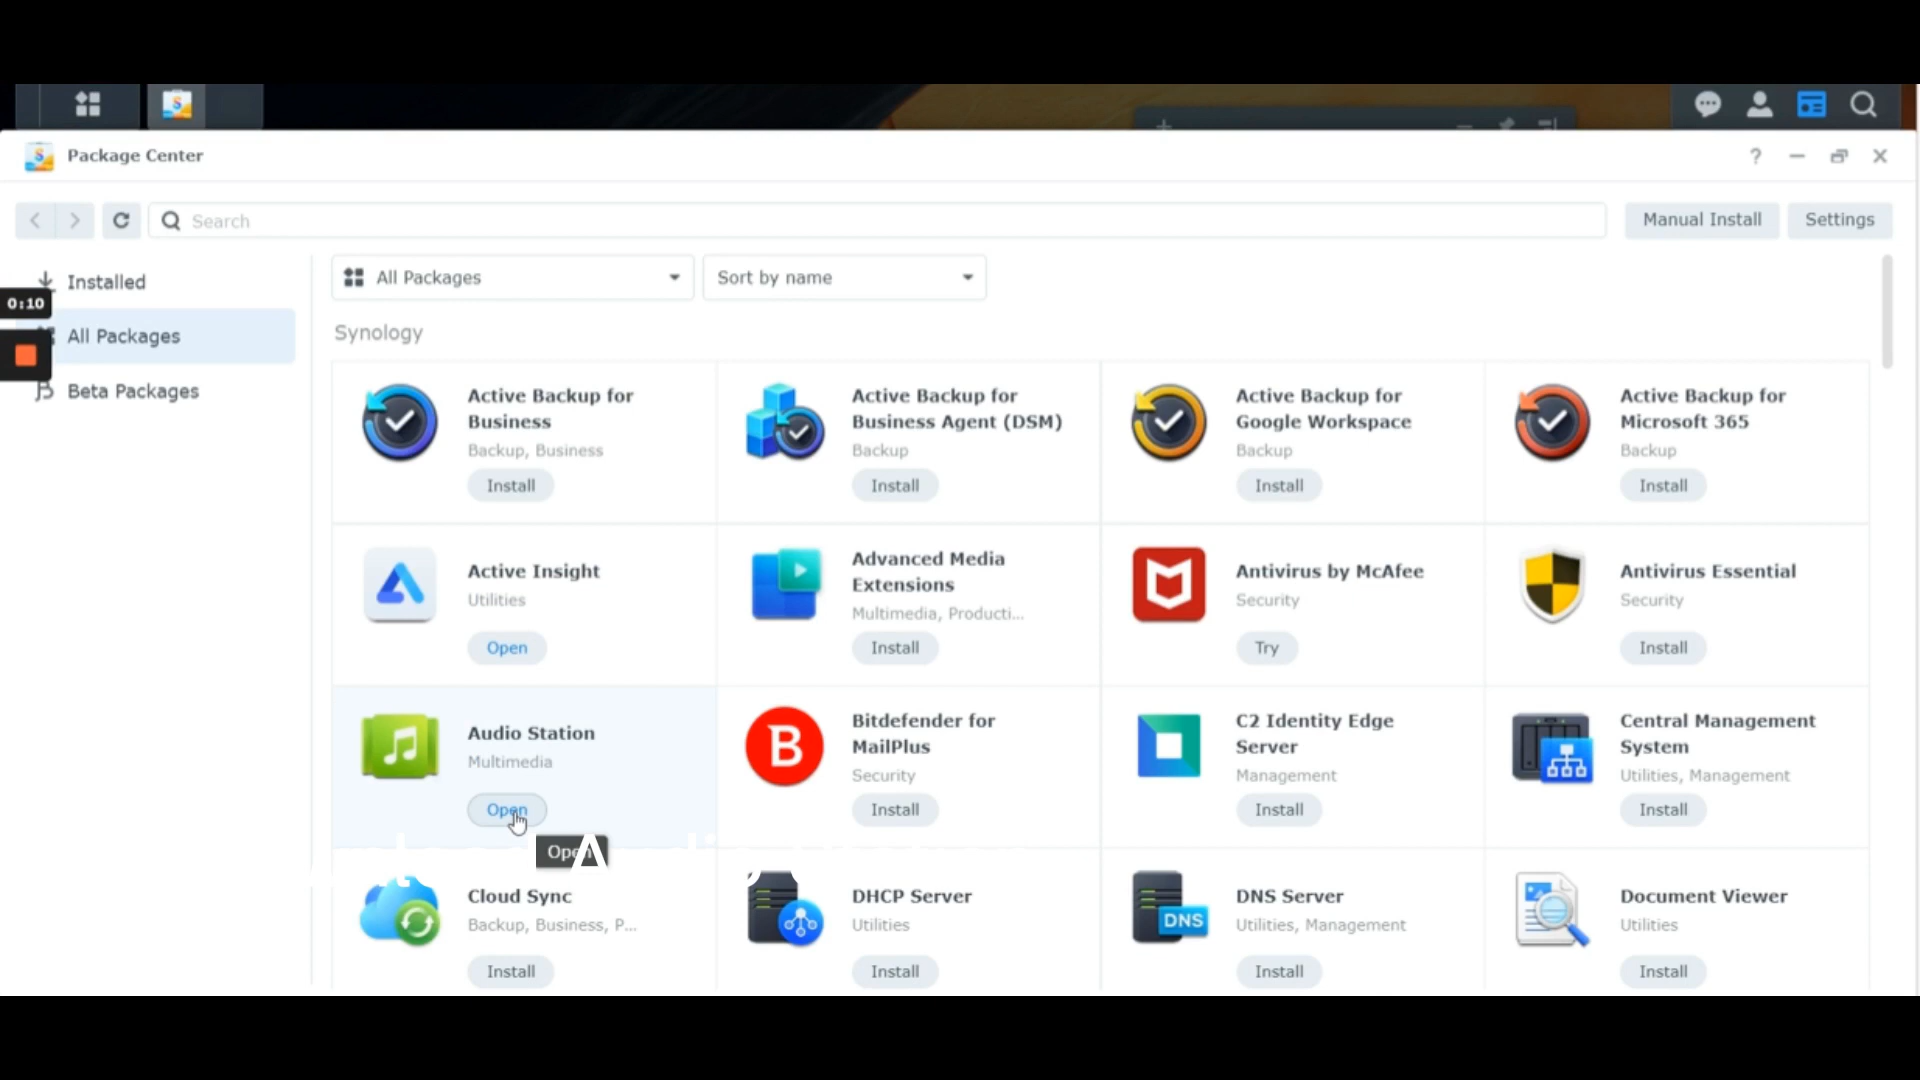 Package Center
?
Search
Manual Install
Settings
Installed
0:10
All Packages
Beta Packages
All Packages
Sort by name
Synology
Active Backup for
Business
Backup, Business
Install
Active Backup for
Business Agent (DSM)
Backup
Install
Active Backup for
Google Workspace
Backup
Install
Active Backup for
Microsoft 365
Backup
Install
Active Insight
Utilities
Open
Advanced Media
Extensions
Multimedia, Producti...
Install
Antivirus by McAfee
Security
Try
Antivirus Essential
Security
Install
Audio Station
Multimedia
Open
Open
Bitdefender for
MailPlus
Security
Install
C2 Identity Edge
Server
Management
Install
Central Management
System
Utilities, Management
Install
Cloud Sync
Backup, Business, P...
Install
DHCP Server
Utilities
Install
DNS
DNS Server
Utilities, Management
Install
Document Viewer
Utilities
Install